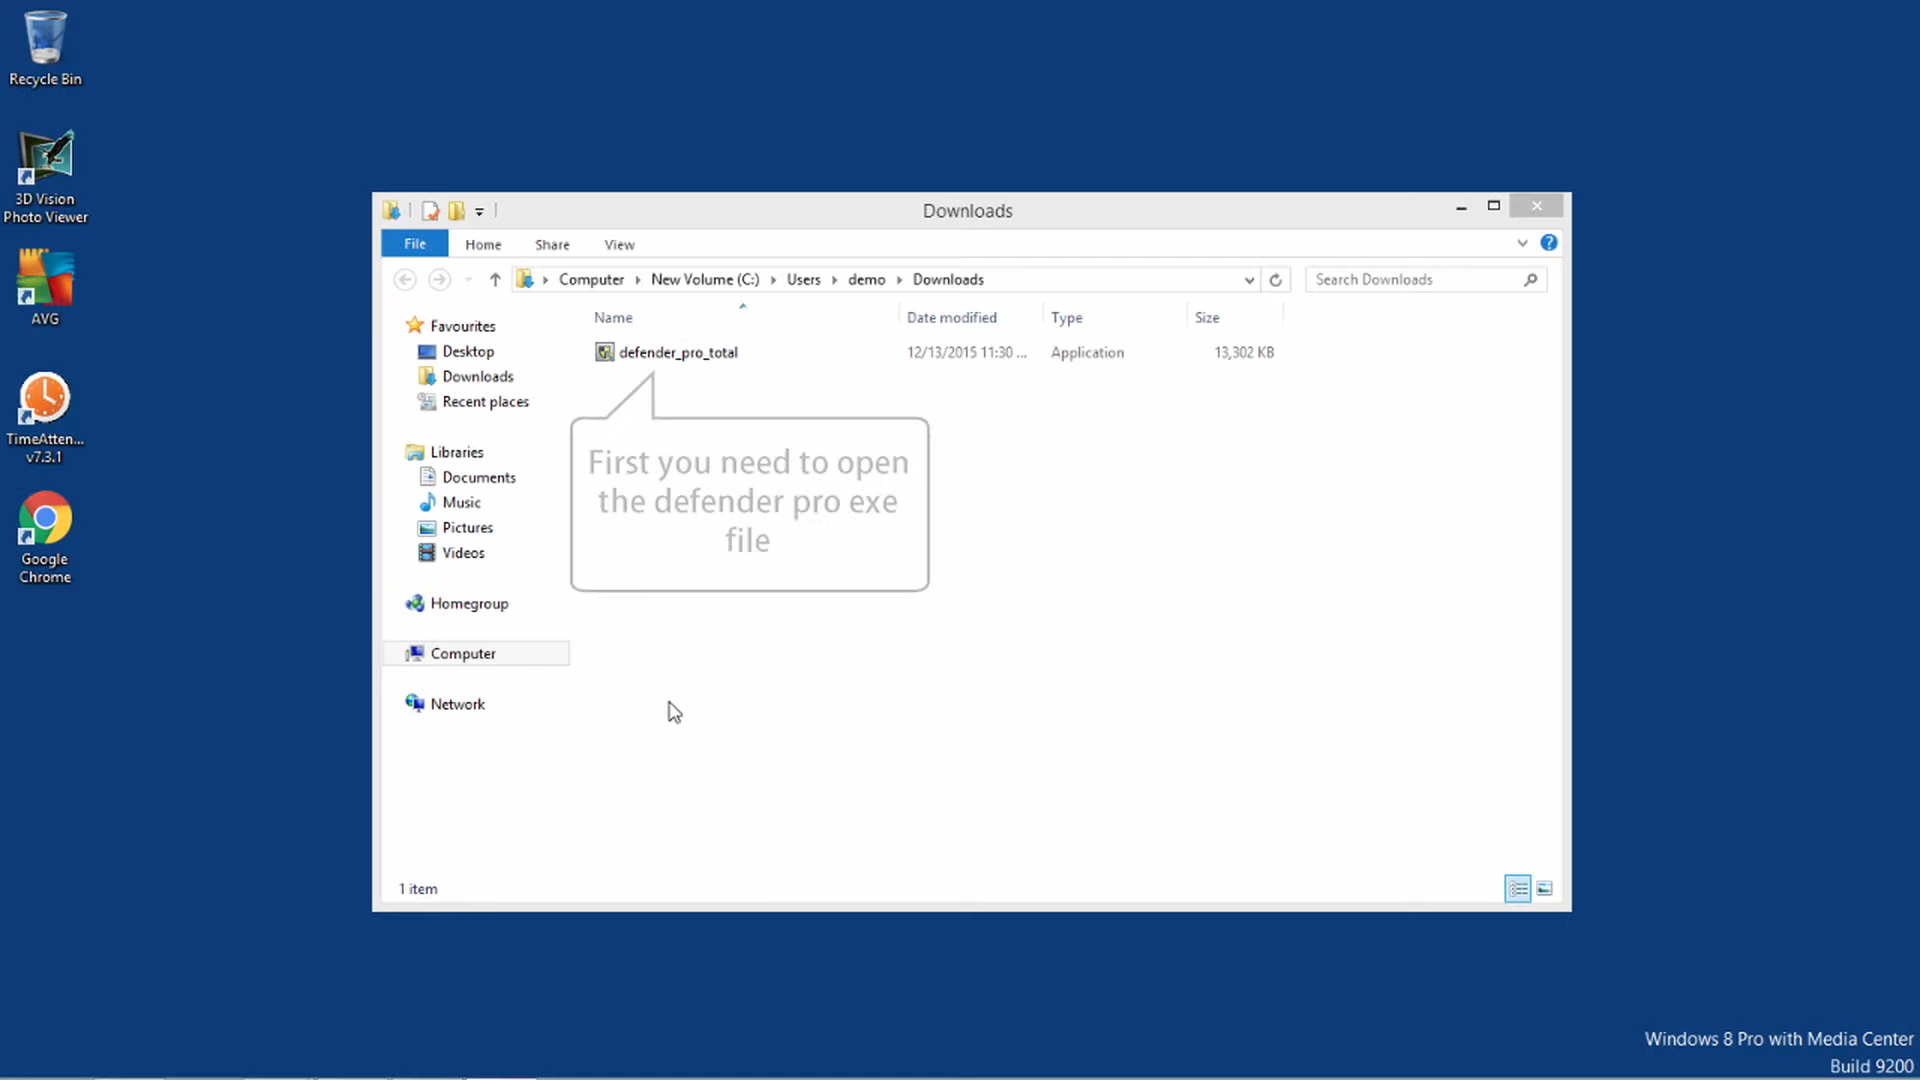 Recycle Bin
3D Vision
Photo Viewer
AVG
TimeAtten...
v7.3.1
Google
Chrome
Downloads
File Home Share View
Computer New Volume (C:) Users demo Downloads
Search Downloads
Name Date modified Type Size
defender_pro_total 12/13/2015 11:30 ... Application 13,302 KB
Favourites
Desktop
Downloads
Recent places
Libraries
Documents
Music
Pictures
Videos
Homegroup
Computer
Network
First you need to open
the defender pro exe
file
1 item
Windows 8 Pro with Media Center
Build 9200